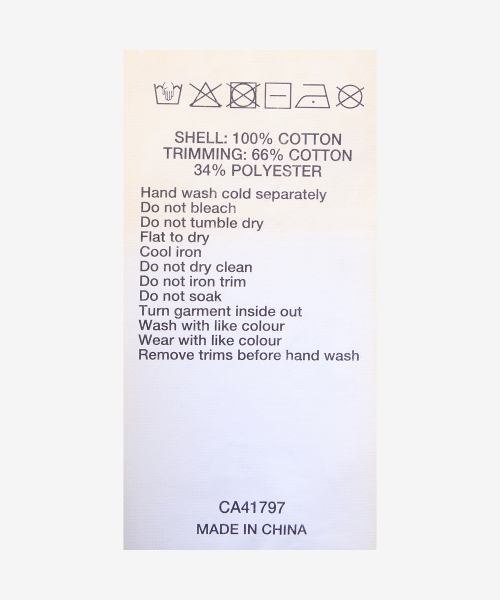 SHELL: 100% COTTON
TRIMMING: 66% COTTON
34% POLYESTER
Hand wash cold separately
Do not bleach
Do not tumble dry
Flat to dry
Cool iron
Do not dry clean
Do not iron trim
Do not soak
Turn garment inside out
Wash with like colour
Wear with like colour
Remove trims before hand wash
CA41797
MADE IN CHINA